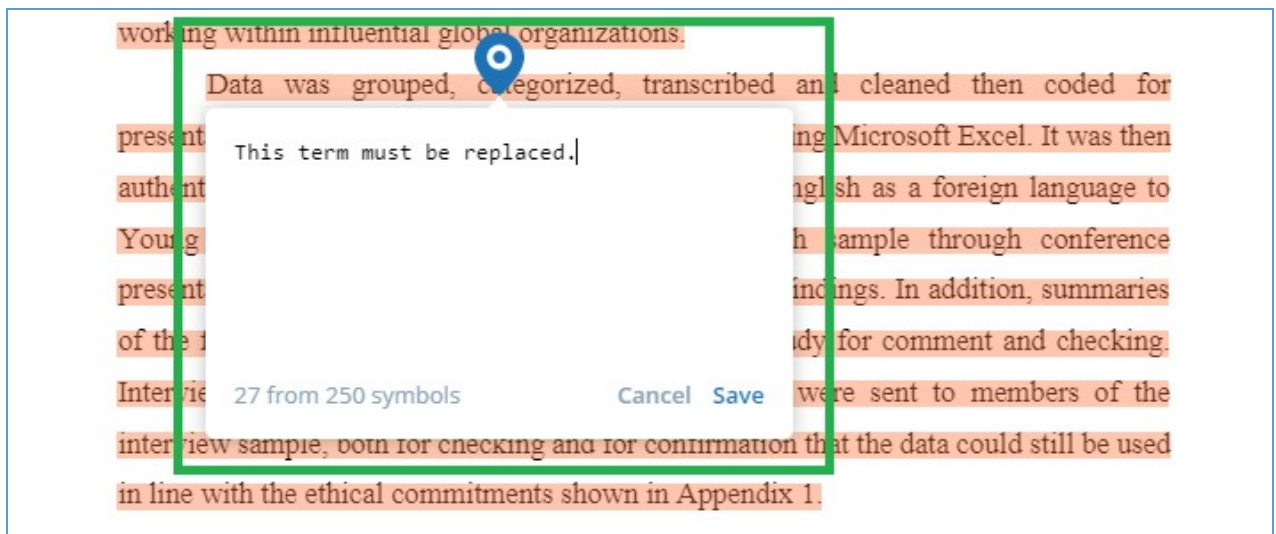 working within influential global organizations.
Data was grouped, categorized, transcribed and cleaned then coded for
present ing Microsoft Excel. It was then
This term must be replaced.
authent nglish as a foreign language to
Young h sample through conference
present indings. In addition, summaries
of the f udy for comment and checking.
Intervie were sent to members of the
27 from 250 symbols Cancel Save
interview sample, both for checking and for confirmation that the data could still be used
in line with the ethical commitments shown in Appendix 1.